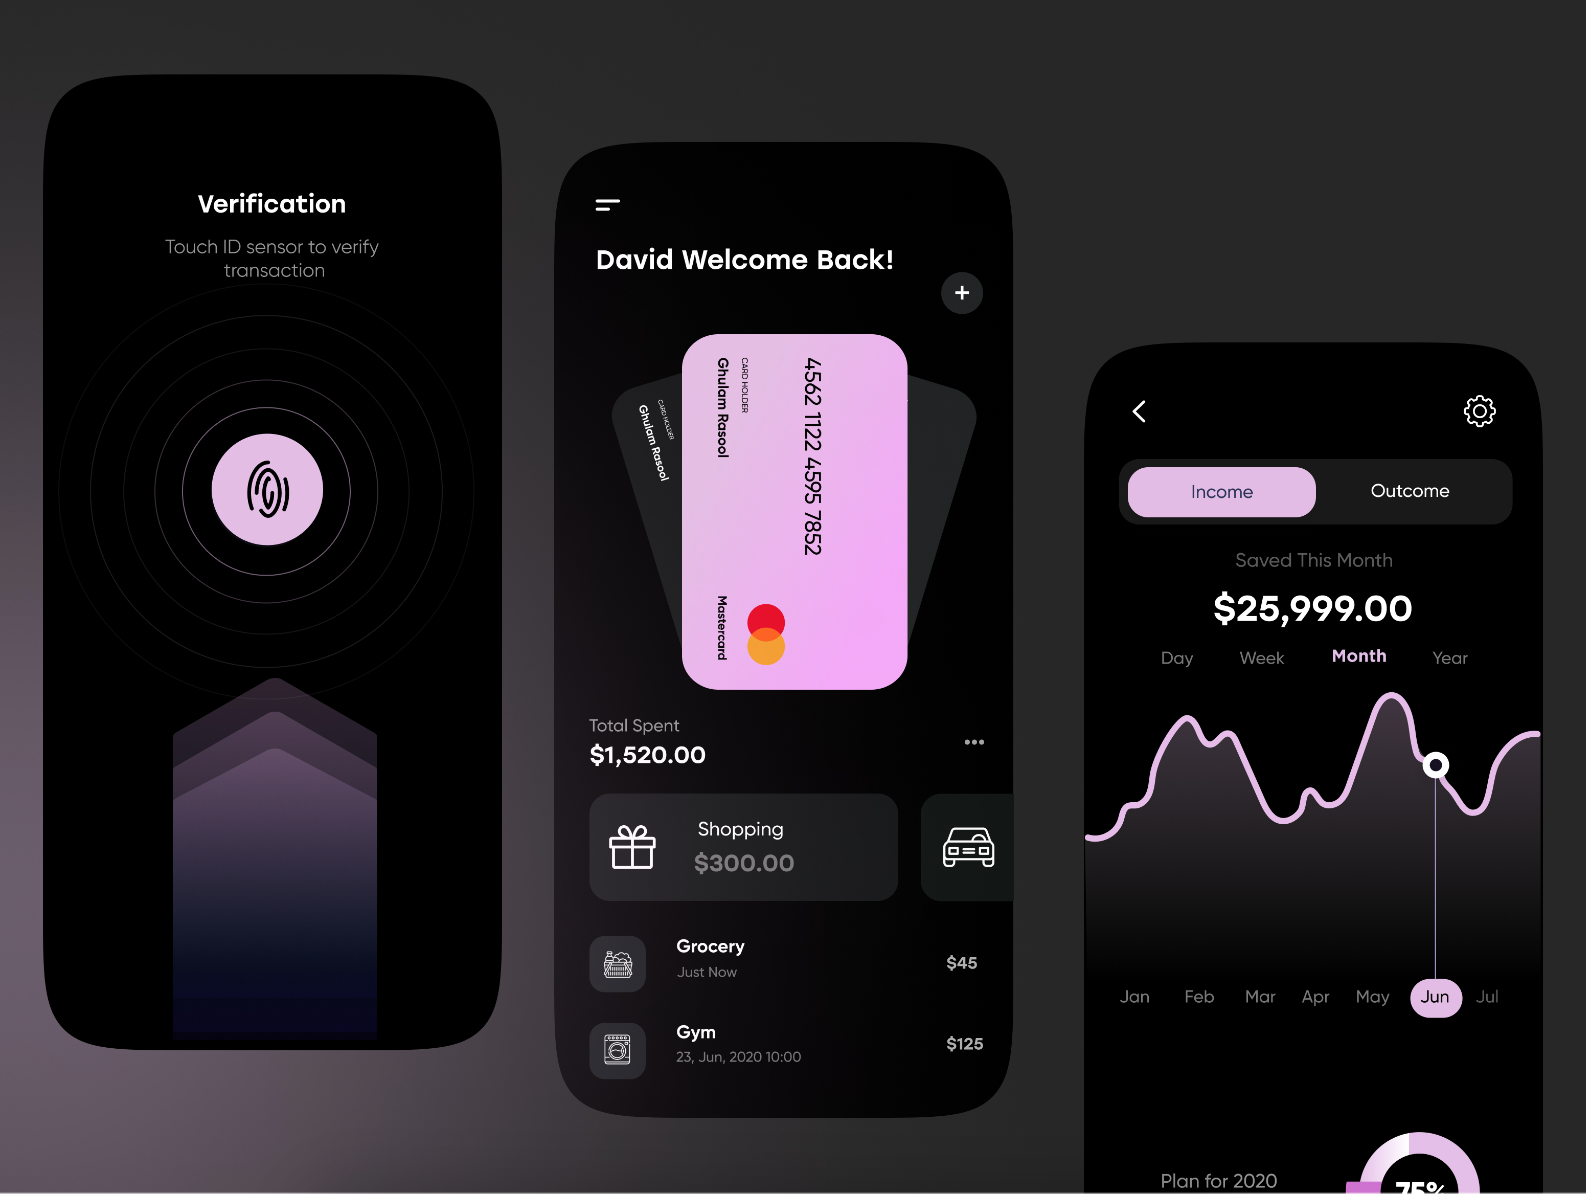 Verification
Touch ID sensor to verify
transaction
David Welcome Back!
+
CARD HOLDER
Ghulam Rasool
CARD HOLDER
Ghulam Rasool
4562 1122 4595 7852
Mastercard
Total Spent
$1,520.00
Shopping
$300.00
Grocery
Just Now
$45
Gym
23, Jun, 2020 10:00
$125
Income
Outcome
Saved This Month
$25,999.00
Day Week Month Year
Jan Feb Mar Apr May Jun Jul
Plan for 2020
75%